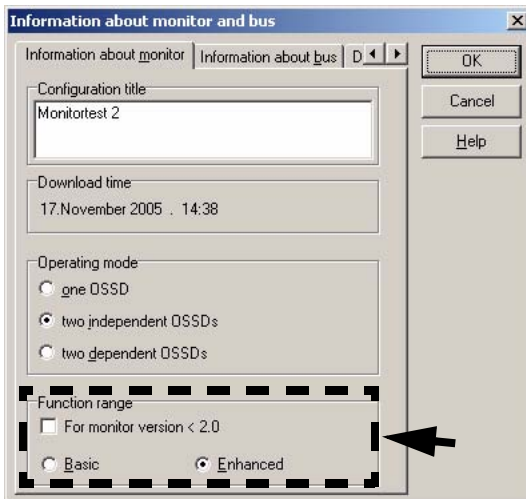 Information about monitor and bus
Information about monitor
Information about bus
D
OK
Cancel
Help
Configuration title
Monitortest 2
Download time
17.November 2005 . 14:38
Operating mode
one OSSD
two independent OSSDs
two dependent OSSDs
Function range
For monitor version < 2.0
Basic Enhanced